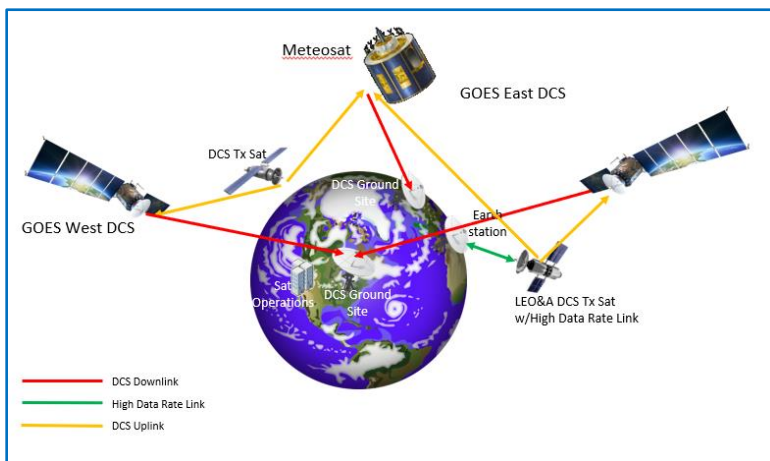 Meteosat
GOES East DCS
DCS Tx Sat
DCS Ground
Site
GOES West DCS
Earth
station
Sat
Operations
DCS Ground
Site
LEO&A DCS Tx Sat
w/High Data Rate Link
DCS Downlink
High Data Rate Link
DCS Uplink